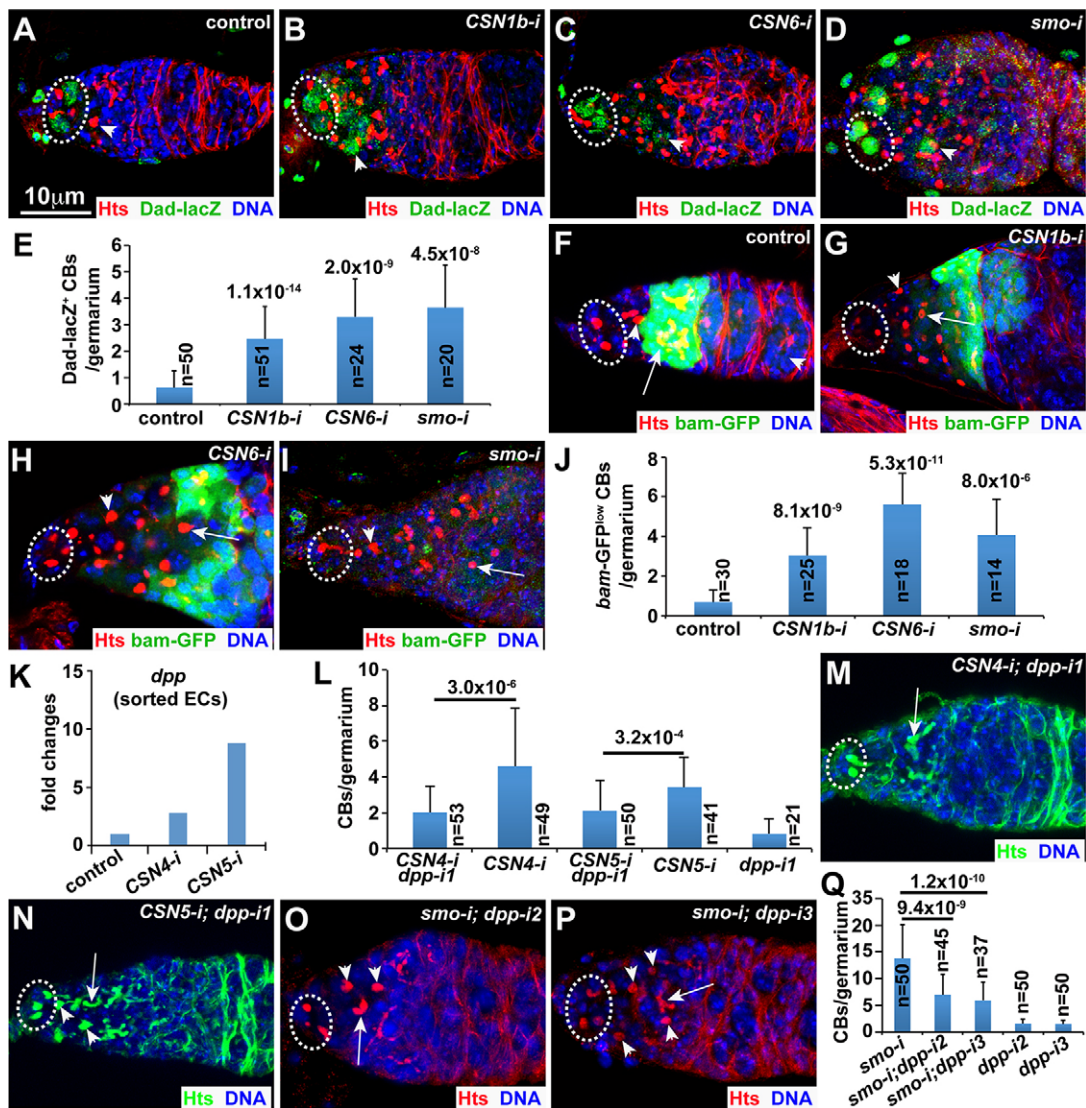 A
control
10μm
Hts Dad-lacZ DNA
B
CSN1b-i
Hts Dad-lacZ DNA
C
CSN6-i
Hts Dad-lacZ DNA
D
smo-i
Hts Dad-lacZ DNA
E
Dad-lacZ⁺ CBs
/germarium
6
5
4
3
2
1
0
1.1x10⁻¹⁴
2.0x10⁻⁹
4.5x10⁻⁸
n=50
n=51
n=24
n=20
control CSN1b-i CSN6-i smo-i
F
control
Hts bam-GFP DNA
G
CSN1b-i
Hts bam-GFP DNA
H
CSN6-i
Hts bam-GFP DNA
I
smo-i
Hts bam-GFP DNA
J
bam-GFPˡᵒʷ CBs
/germarium
8
6
4
2
0
8.1x10⁻⁹
5.3x10⁻¹¹
8.0x10⁻⁶
n=30
n=25
n=18
n=14
control CSN1b-i CSN6-i smo-i
K
dpp
(sorted ECs)
fold changes
15
10
5
0
control
CSN4-i
CSN5-i
L
CBs/germarium
10
8
6
4
2
0
3.0x10⁻⁶
3.2x10⁻⁴
n=53
n=49
n=50
n=41
n=21
CSN4-i
dpp-i1
CSN4-i
CSN5-i
dpp-i1
CSN5-i
dpp-i1
M
CSN4-i; dpp-i1
Hts DNA
N
CSN5-i; dpp-i1
Hts DNA
O
smo-i; dpp-i2
Hts DNA
P
smo-i; dpp-i3
Hts DNA
Q
CBs/germarium
35
25
15
10
5
0
1.2x10⁻¹⁰
9.4x10⁻⁹
n=50
n=45
n=37
n=50
n=50
smo-i
smo-i;dpp-i2
smo-i;dpp-i3
dpp-i2
dpp-i3